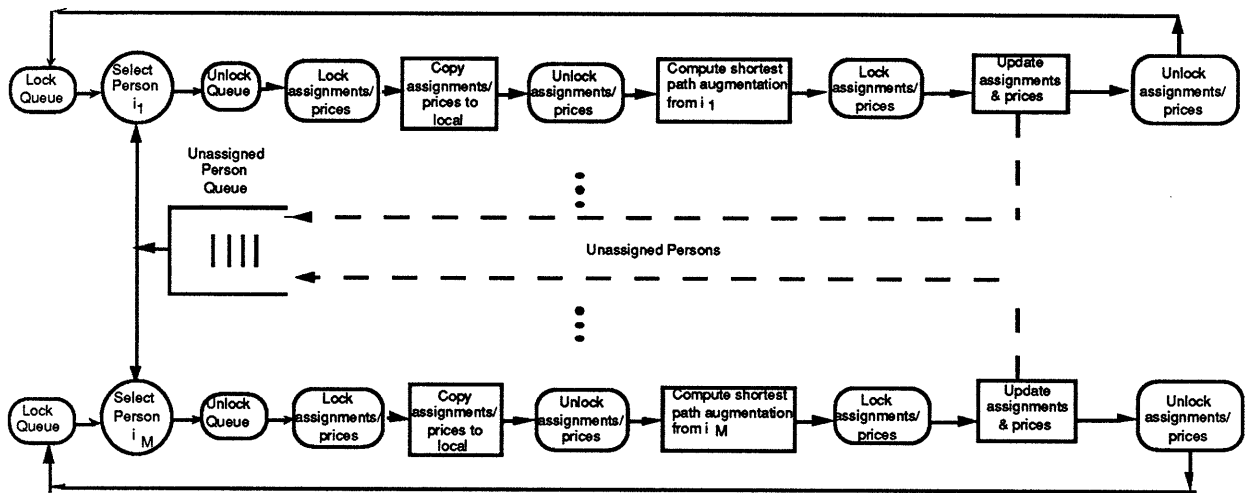 Lock
Queue
Select
Person
i 1
Unlock
Queue
Lock
assignments/
prices
Copy
assignments/
prices to
local
Unlock
assignments/
prices
Compute shortest
path augmentation
from i 1
Lock
assignments/
prices
Update
assignments
& prices
Unlock
assignments/
prices
Unassigned
Person
Queue
Unassigned Persons
Lock
Queue
Select
Person
i M
Unlock
Queue
Lock
assignments/
prices
Copy
assignments/
prices to
local
Unlock
assignments/
prices
Compute shortest
path augmentation
from i M
Lock
assignments/
prices
Update
assignments
& prices
Unlock
assignments/
prices